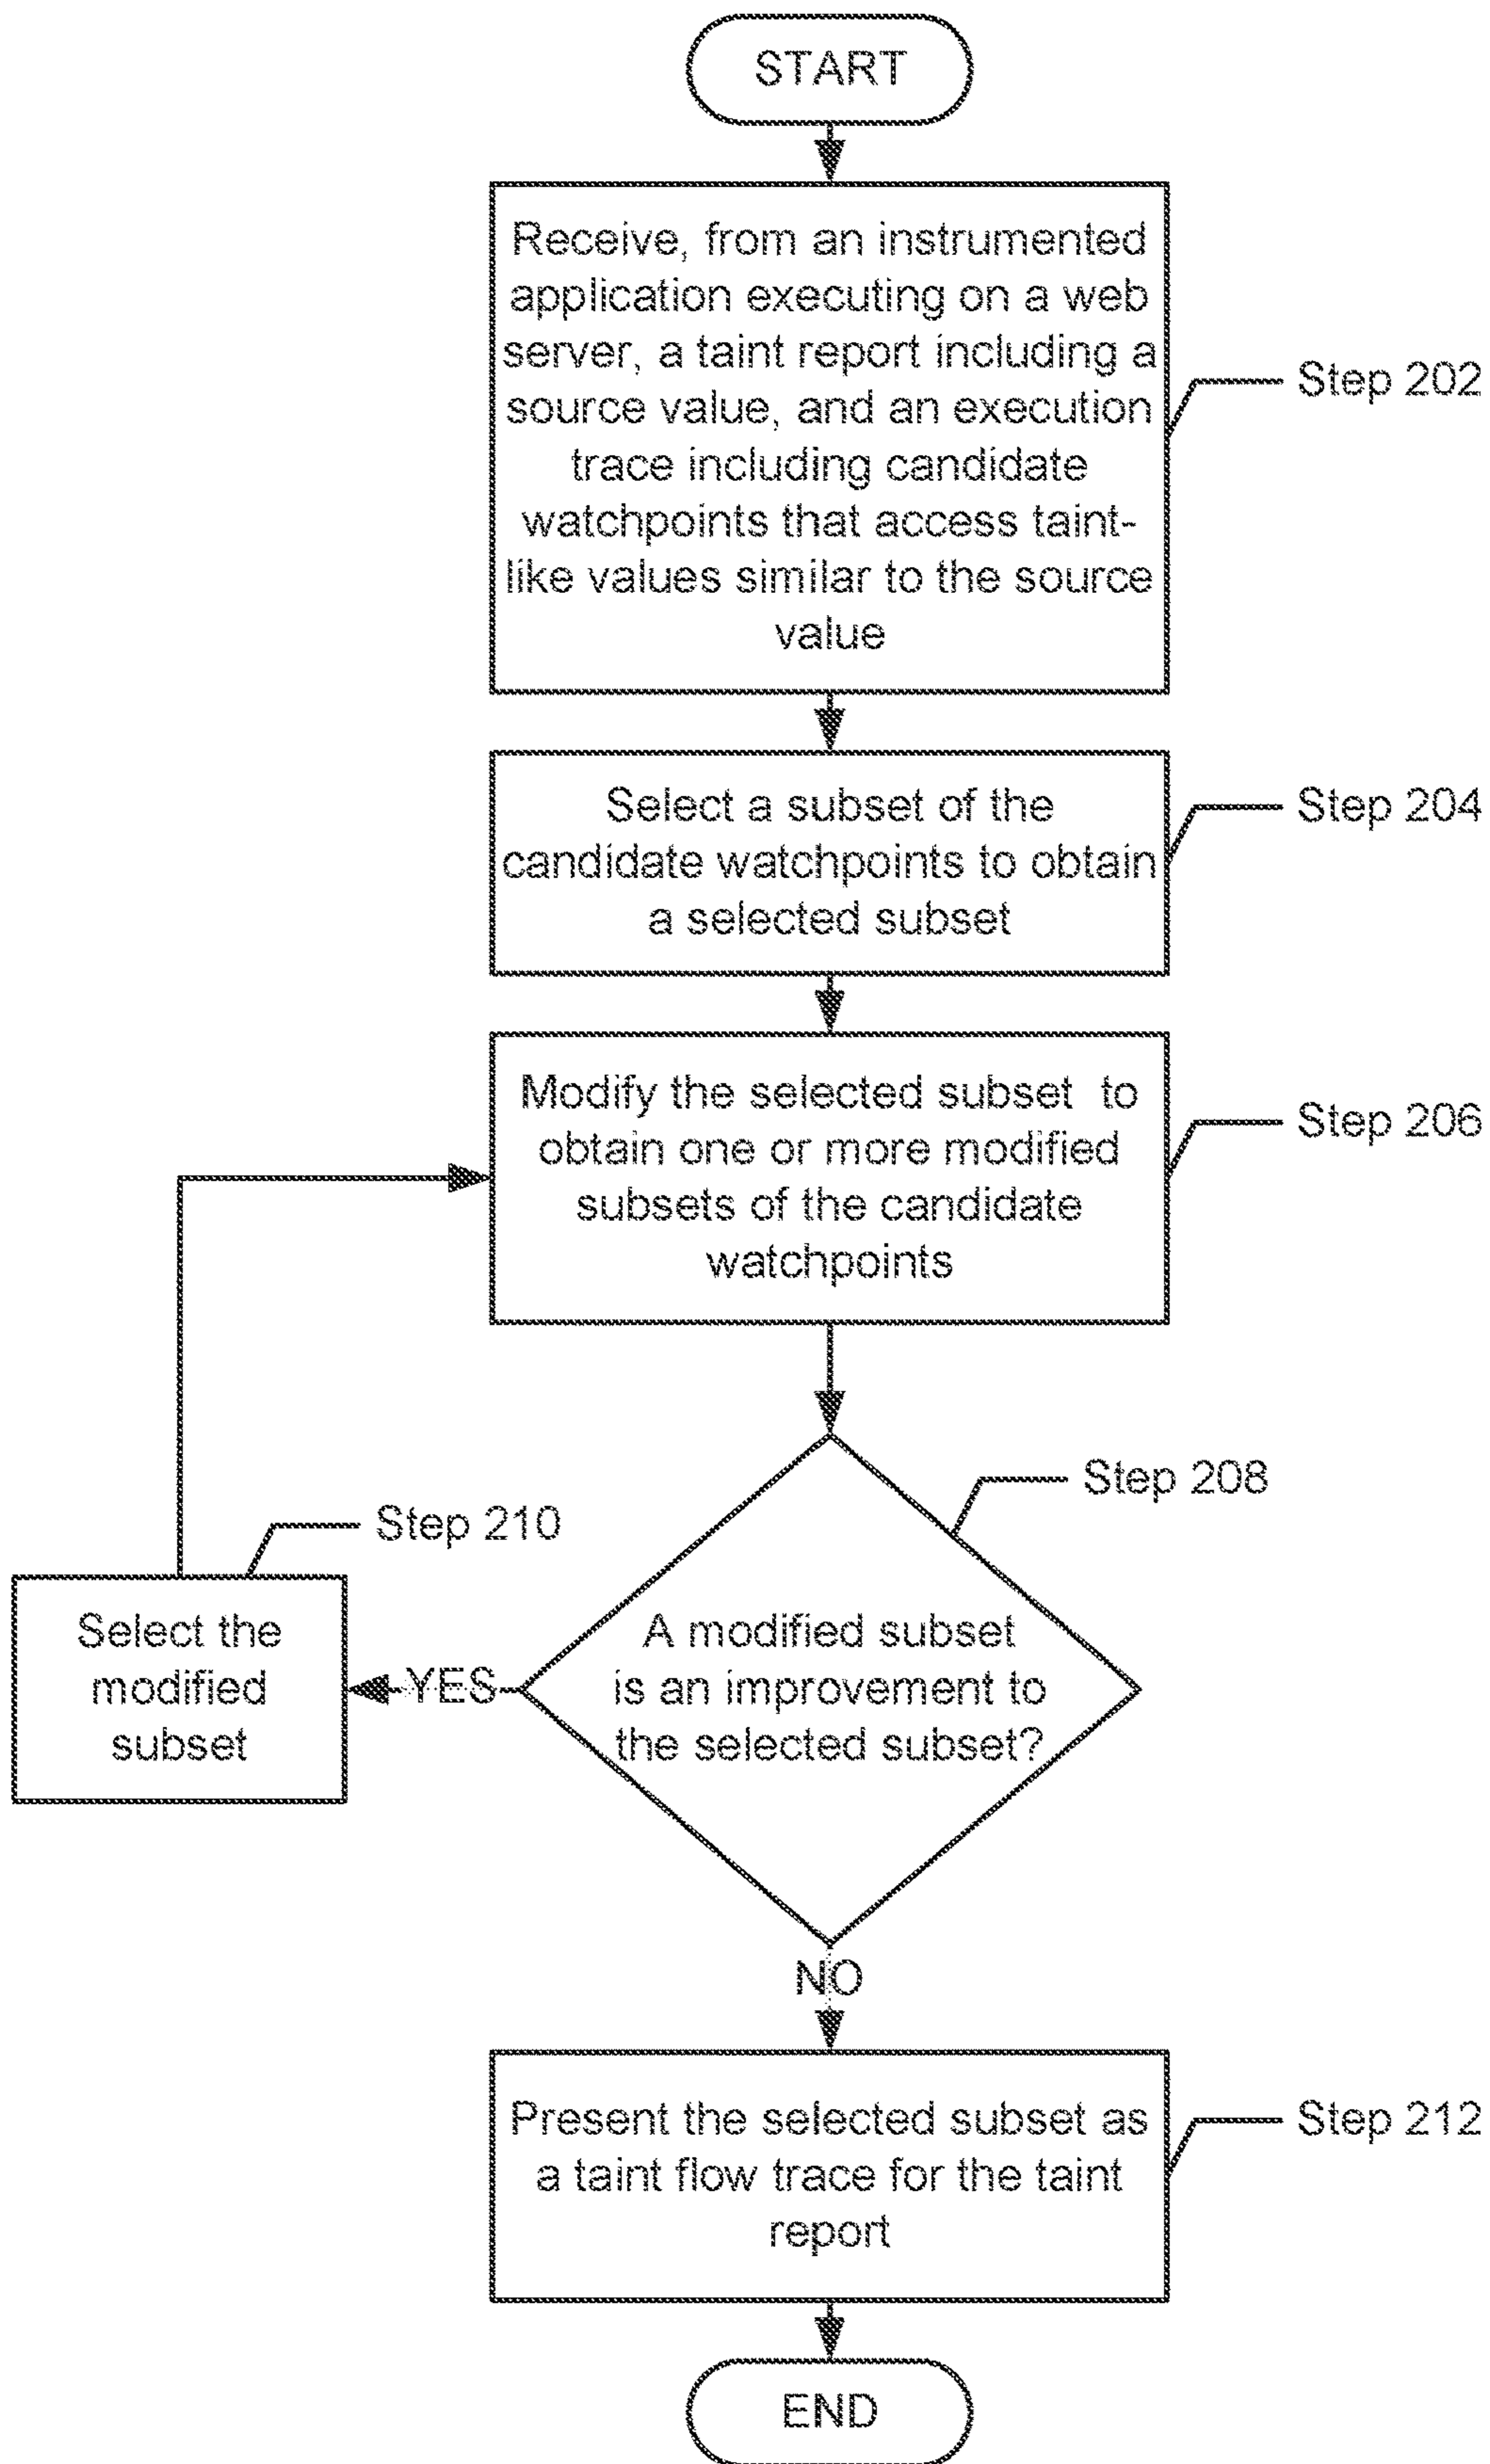 START
Receive, from an instrumented
application executing on a web
server, a taint report including a
source value, and an execution
trace including candidate
watchpoints that access taint-
like values similar to the source
value
Step 202
Select a subset of the
candidate watchpoints to obtain
a selected subset
Step 204
Modify the selected subset to
obtain one or more modified
subsets of the candidate
watchpoints
Step 206
A modified subset
is an improvement to
the selected subset?
Step 208
YES
Step 210
Select the
modified
subset
NO
Present the selected subset as
a taint flow trace for the taint
report
Step 212
END